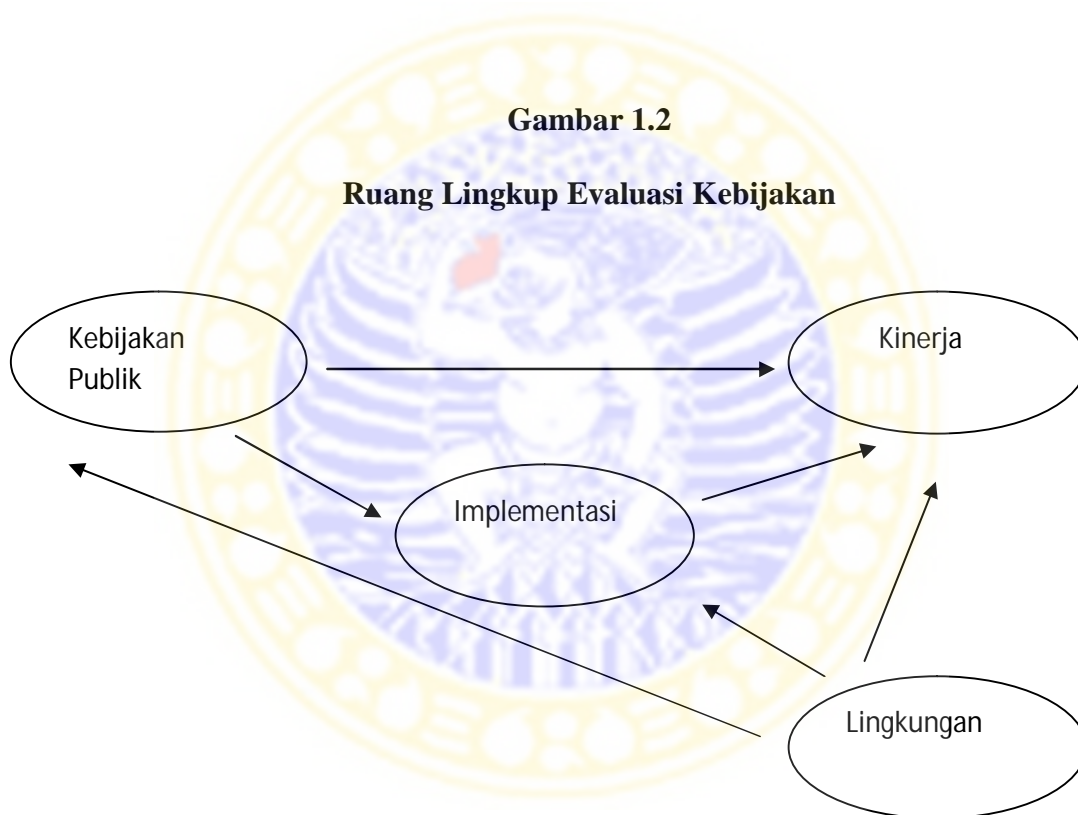 Gambar 1.2
Ruang Lingkup Evaluasi Kebijakan
Kebijakan
Publik
Kinerja
Implementasi
Lingkungan